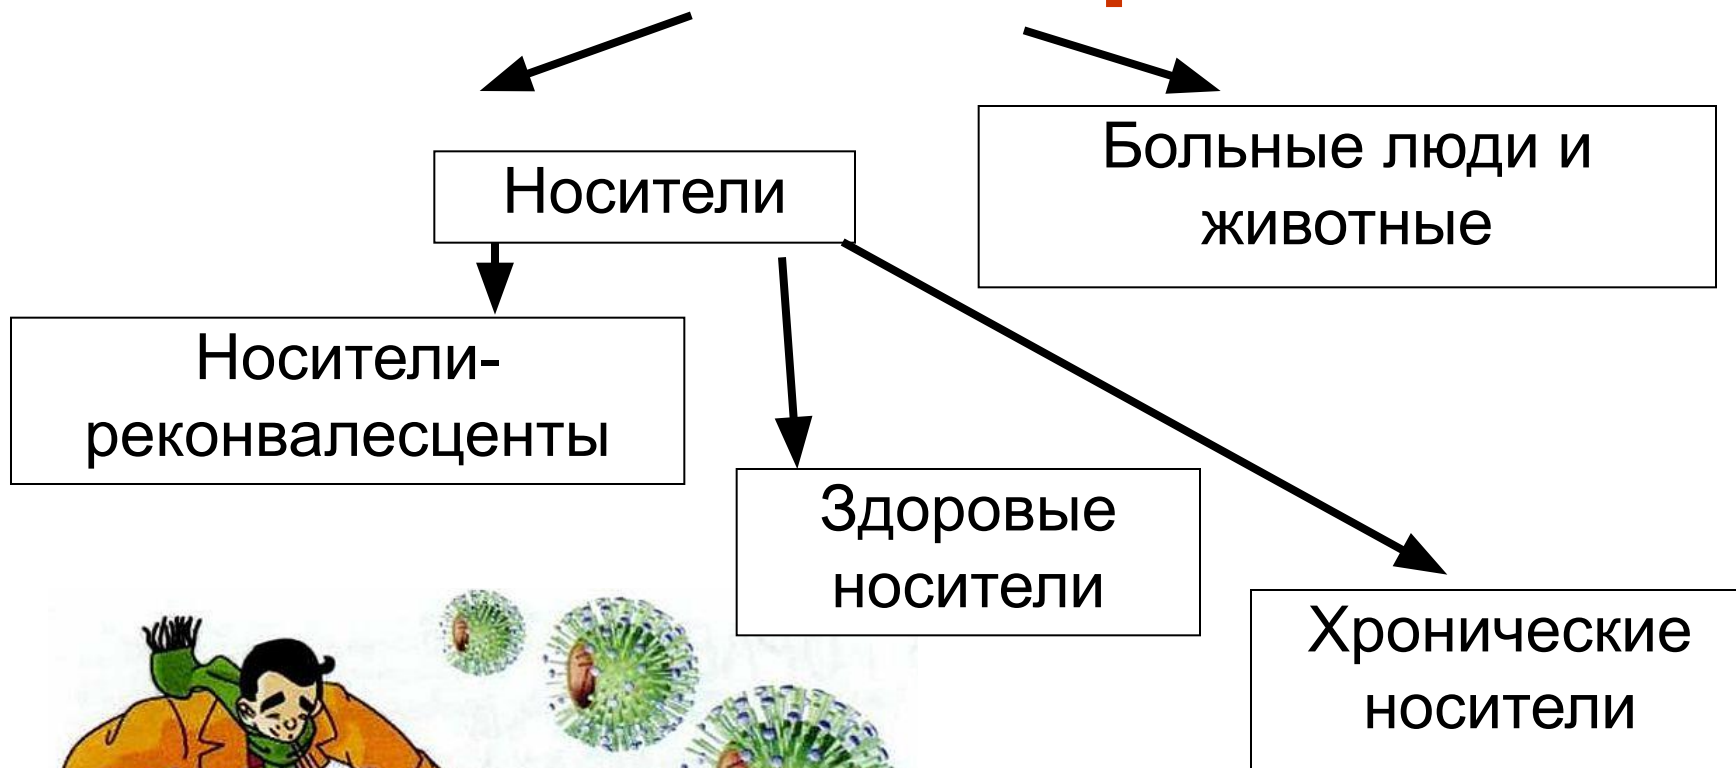 Носители
Больные люди и
животные
Носители-
реконвалесценты
Здоровые
носители
Хронические
носители